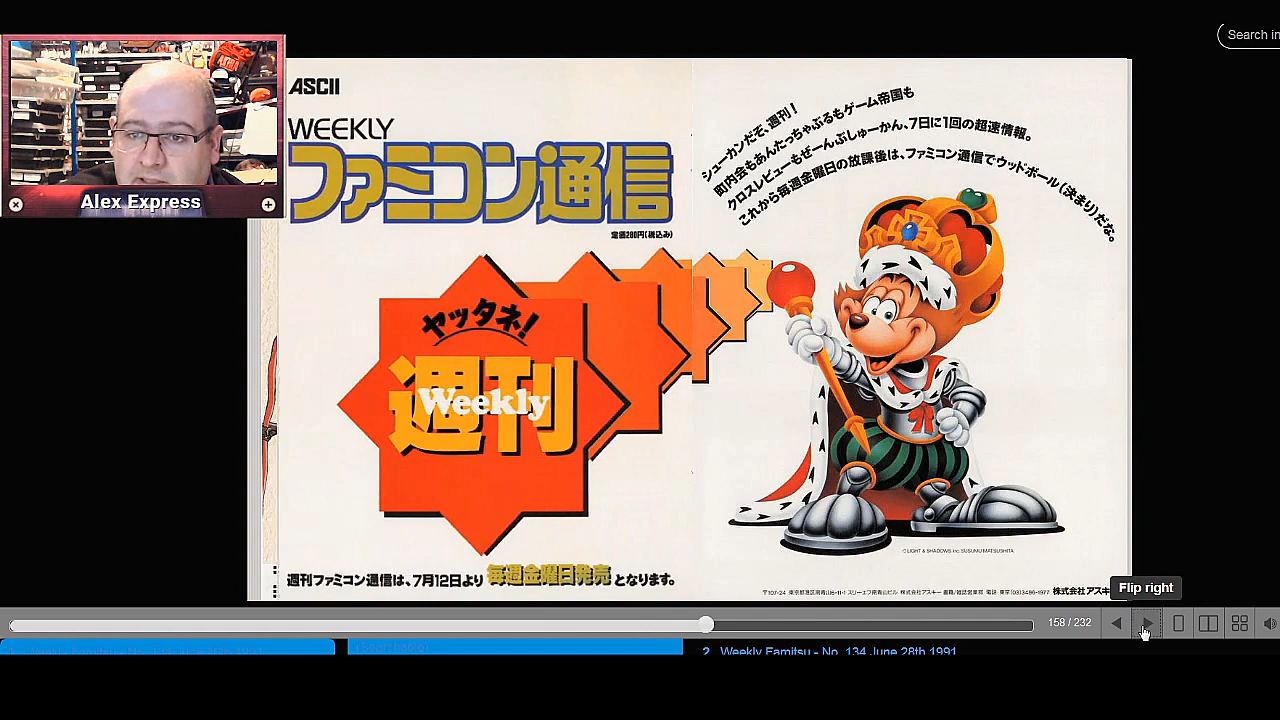 Search in
Alex Express
ASCII
WEEKLY
ファミコン通信
定価280円(税込み)
ヤッタネ!
週刊
Weekly
週刊ファミコン通信は、7月12日より毎週金曜日発売となります。
シューカンだぞ、週刊!
町内会もあんたっちゃぶるもゲーム帝国も
クロスレビューもぜーんぶしゅーかん、7日に1回の超速情報。
これから毎週金曜日の放課後は、ファミコン通信でウッドボール(決まり)だな。
©LIGHT & SHADOWS Inc. SUSUMU MATSUSHITA
株式会社アスキ
Flip right
158 / 232
2 Weekly Famitsu - No. 134 June 28th 1991